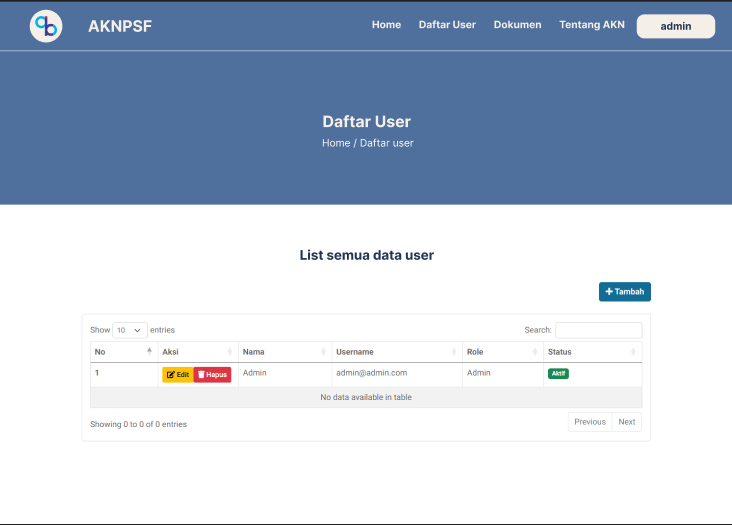 AKNPSF
Home Daftar User Dokumen Tentang AKN admin
Daftar User
Home / Daftar user
List semua data user
Tambah
Show 10 entries Search:
No Aksi Nama Username Role Status
1 Edit Hapus Admin admin@admin.com Admin Aktif
No data available in table
Showing 0 to 0 of 0 entries Previous Next